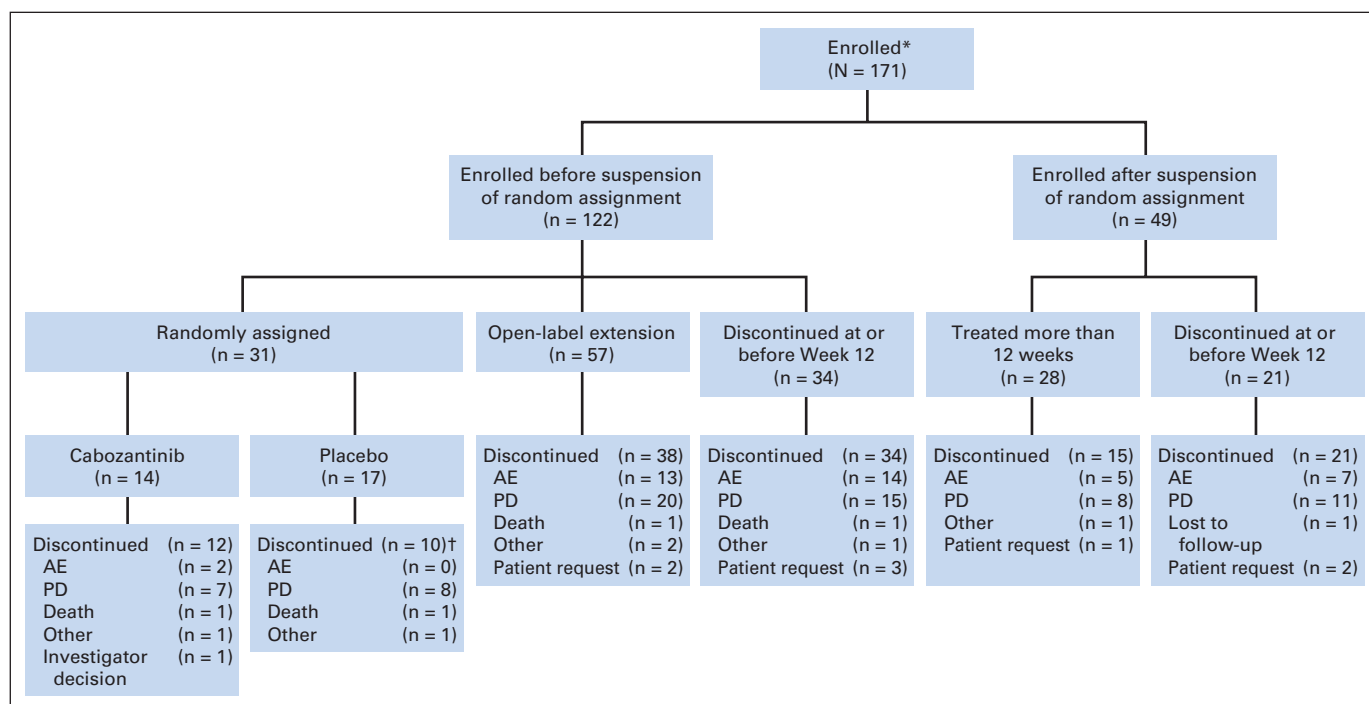 Enrolled*
(N = 171)
Enrolled before suspension
of random assignment
(n = 122)
Enrolled after suspension
of random assignment
(n = 49)
Randomly assigned
(n = 31)
Open-label extension
(n = 57)
Discontinued at or
before Week 12
(n = 34)
Treated more than
12 weeks
(n = 28)
Discontinued at or
before Week 12
(n = 21)
Cabozantinib
(n = 14)
Placebo
(n = 17)
Discontinued (n = 38)
AE (n = 13)
PD (n = 20)
Death (n = 1)
Other (n = 2)
Patient request (n = 2)
Discontinued (n = 34)
AE (n = 14)
PD (n = 15)
Death (n = 1)
Other (n = 1)
Patient request (n = 3)
Discontinued (n = 15)
AE (n = 5)
PD (n = 8)
Other (n = 1)
Patient request (n = 1)
Discontinued (n = 21)
AE (n = 7)
PD (n = 11)
Lost to (n = 1)
follow-up
Patient request (n = 2)
Discontinued (n = 12)
AE (n = 2)
PD (n = 7)
Death (n = 1)
Other (n = 1)
Investigator (n = 1)
decision
Discontinued (n = 10)†
AE (n = 0)
PD (n = 8)
Death (n = 1)
Other (n = 1)